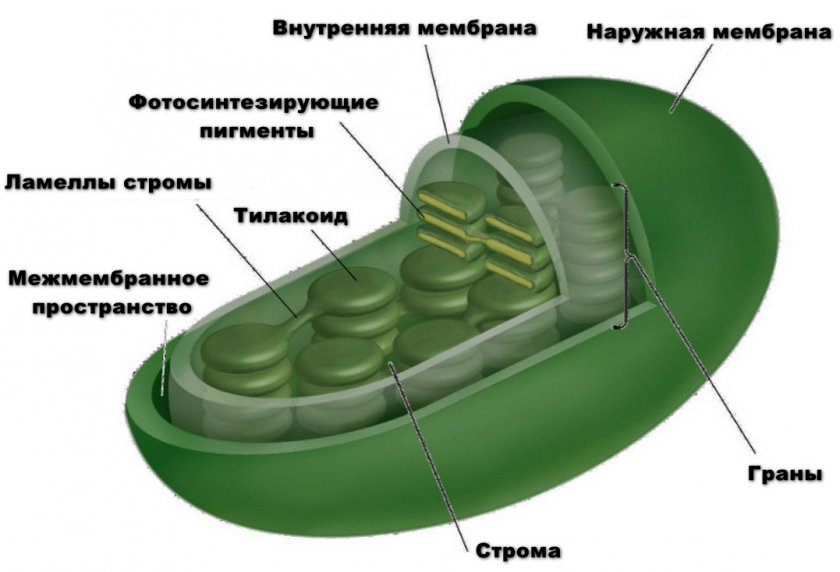 Внутренняя мембрана
Наружная мембрана
Фотосинтезирующие
пигменты
Ламеллы стромы
Тилакоид
Межмембранное
пространство
Граны
Строма